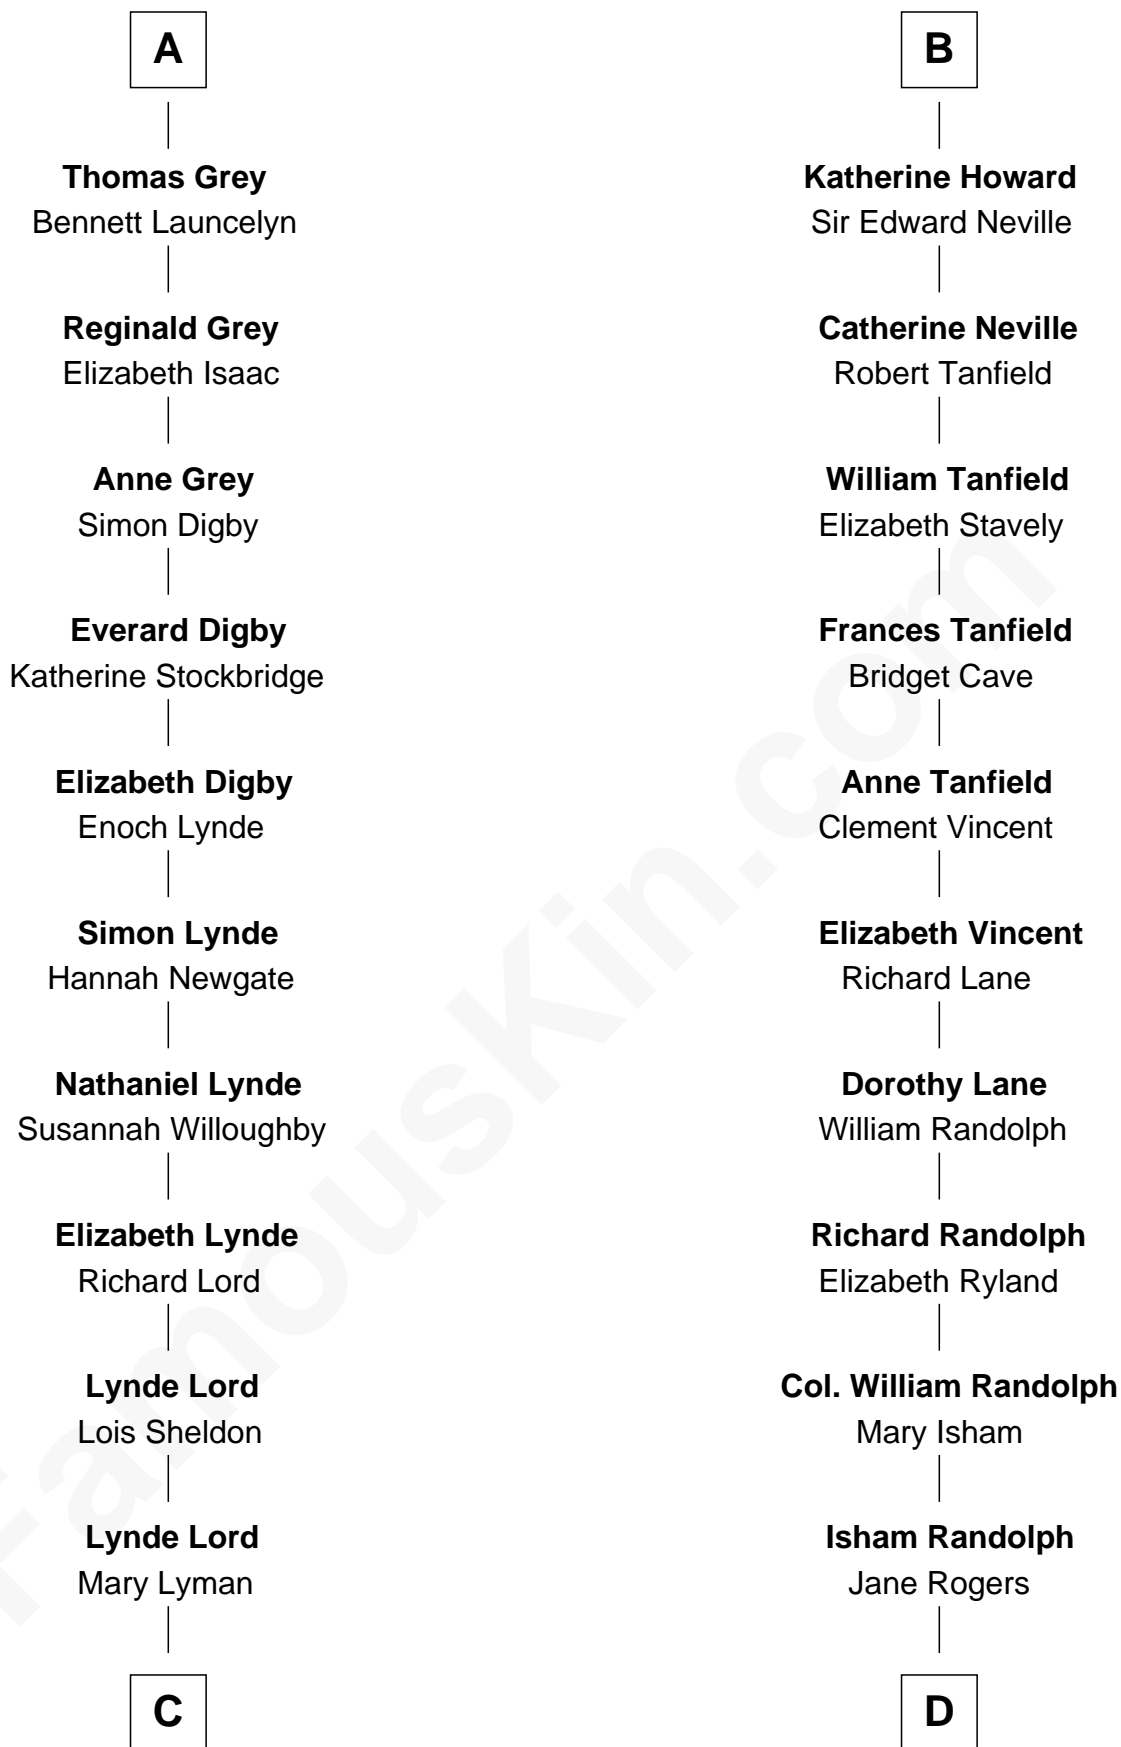 A
Thomas Grey
Bennett Launcelyn
Reginald Grey
Elizabeth Isaac
Anne Grey
Simon Digby
Everard Digby
Katherine Stockbridge
Elizabeth Digby
Enoch Lynde
Simon Lynde
Hannah Newgate
Nathaniel Lynde
Susannah Willoughby
Elizabeth Lynde
Richard Lord
Lynde Lord
Lois Sheldon
Lynde Lord
Mary Lyman
C
B
Katherine Howard
Sir Edward Neville
Catherine Neville
Robert Tanfield
William Tanfield
Elizabeth Stavely
Frances Tanfield
Bridget Cave
Anne Tanfield
Clement Vincent
Elizabeth Vincent
Richard Lane
Dorothy Lane
William Randolph
Richard Randolph
Elizabeth Ryland
Col. William Randolph
Mary Isham
Isham Randolph
Jane Rogers
D
FamousKin.com